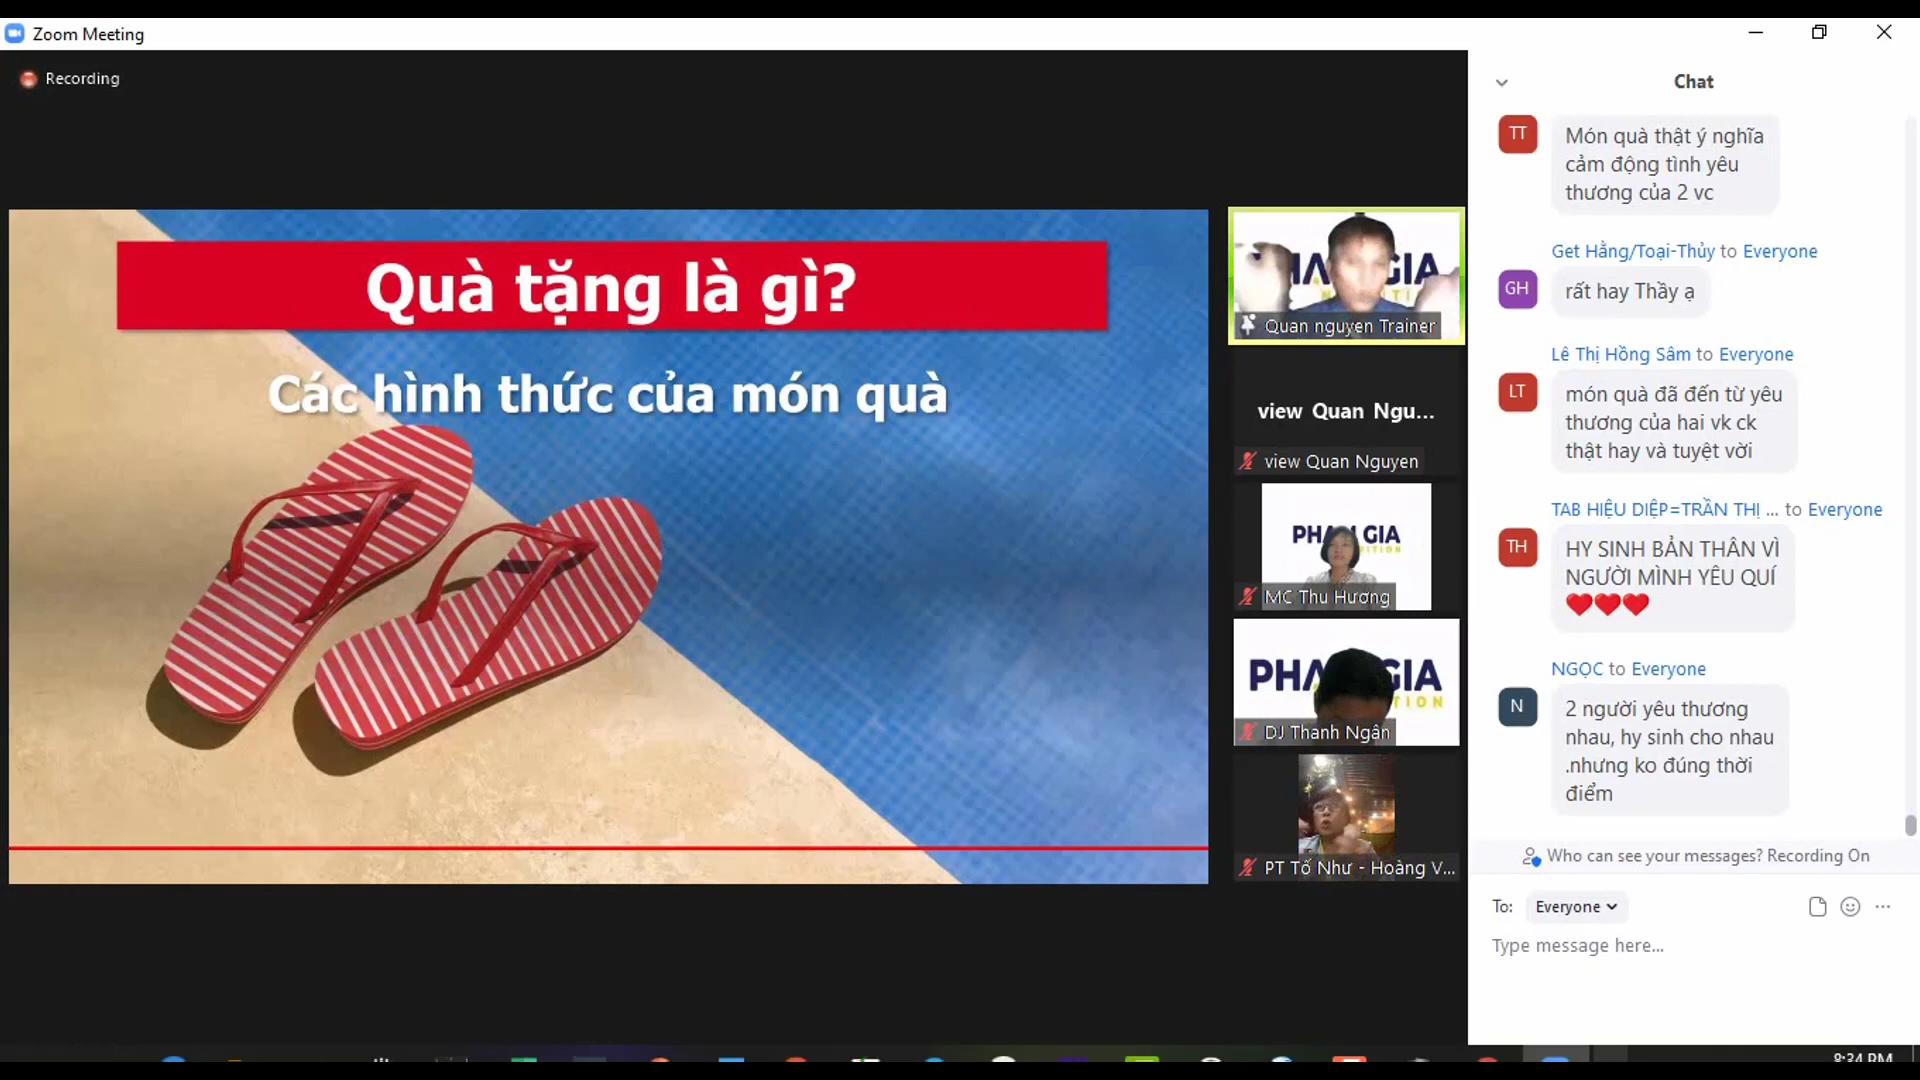 Zoom Meeting
Recording
Quà tặng là gì?
Các hình thức của món quà
Quan nguyen Trainer
view Quan Ngu...
view Quan Nguyen
PHAM GIA
MC Thu Hương
DJ Thanh Ngân
PT Tố Như - Hoàng V...
Chat
TT
Món quà thật ý nghĩa
cảm động tình yêu
thương của 2 vc
Get Hằng/Toại-Thủy to Everyone
GH
rất hay Thầy ạ
Lê Thị Hồng Sâm to Everyone
LT
món quà đã đến từ yêu
thương của hai vk ck
thật hay và tuyệt vời
TAB HIỆU DIỆP=TRẦN THỊ ... to Everyone
TH
HY SINH BẢN THÂN VÌ
NGƯỜI MÌNH YÊU QUÍ
❤️❤️❤️
NGỌC to Everyone
N
2 người yêu thương
nhau, hy sinh cho nhau
.nhưng ko đúng thời
điểm
Who can see your messages? Recording On
To: Everyone
Type message here...
8:34 PM